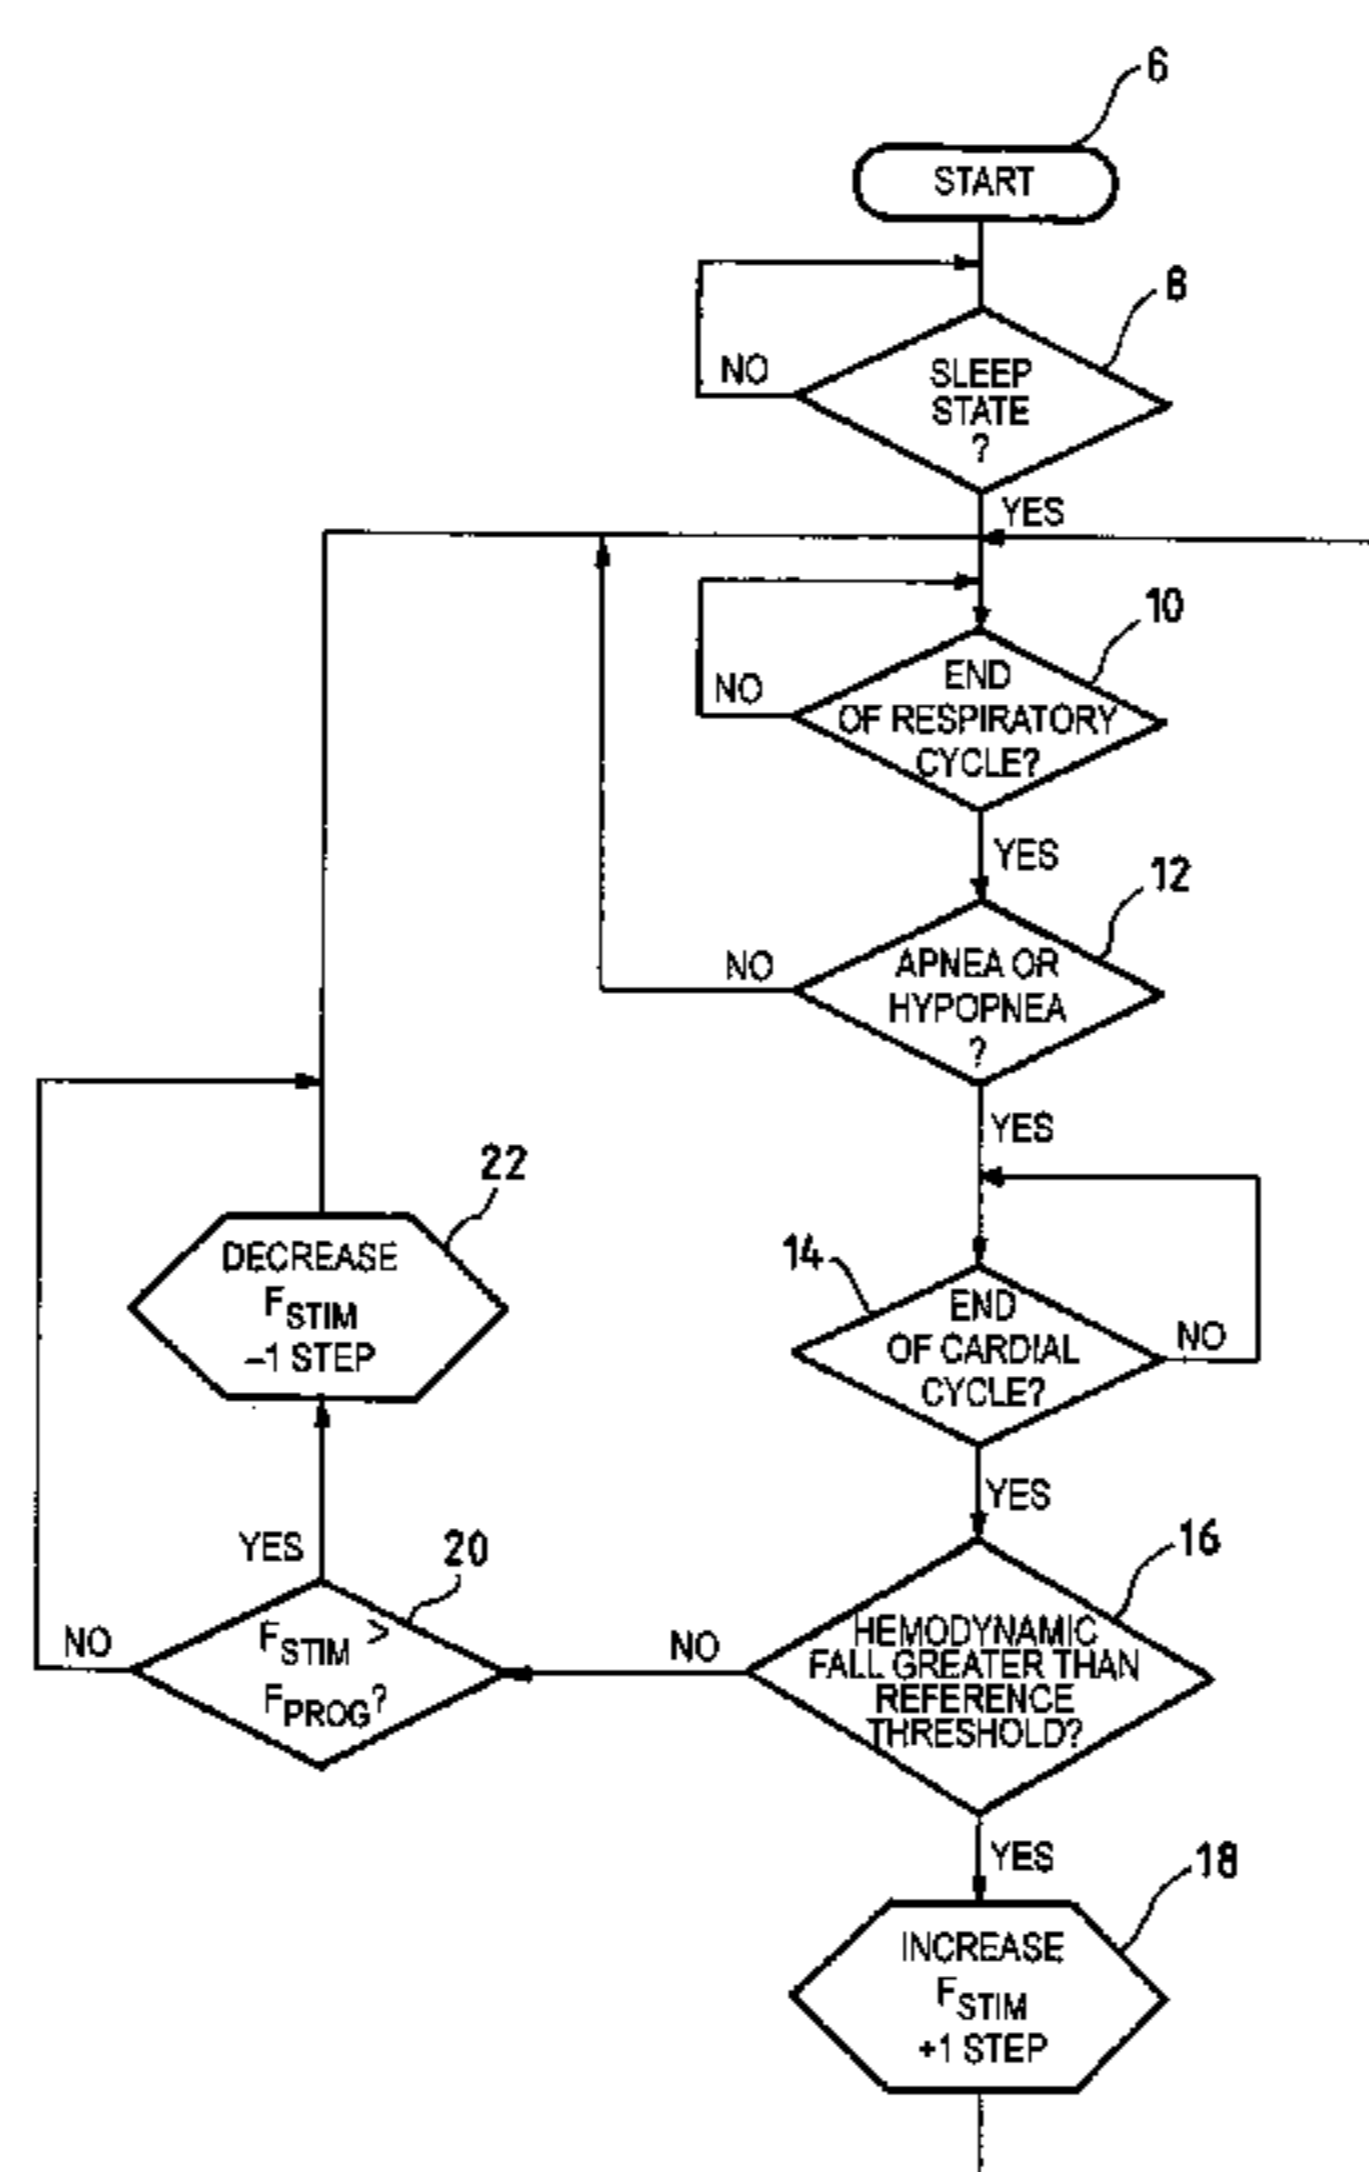 6
START
8
NO
SLEEP
STATE
?
YES
10
NO
END
OF RESPIRATORY
CYCLE?
YES
12
NO
APNEA OR
HYPOPNEA
?
YES
22
DECREASE
FSTIM
–1 STEP
14
END
OF CARDIAL
CYCLE?
NO
YES
YES
20
16
NO
FSTIM >
FPROG?
NO
HEMODYNAMIC
FALL GREATER THAN
REFERENCE
THRESHOLD?
YES
18
INCREASE
FSTIM
+1 STEP